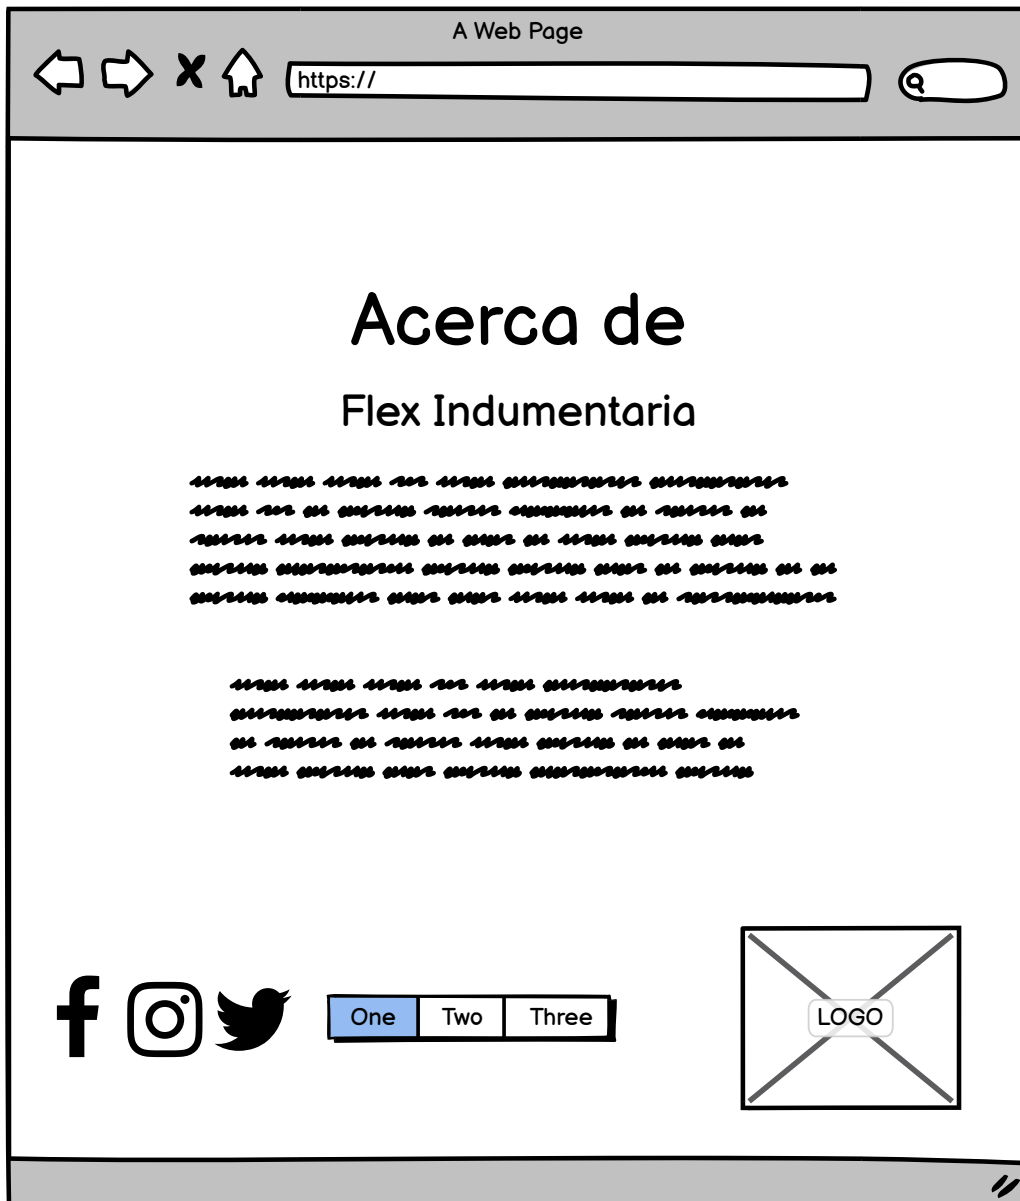 A Web Page
https://
Acerca de
Flex Indumentaria
One Two Three
LOGO